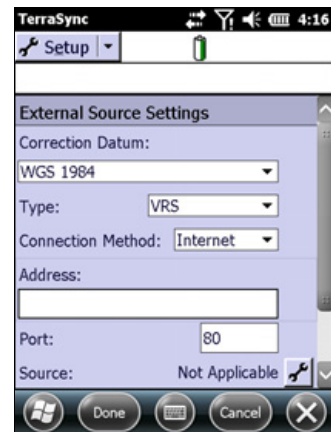 TerraSync 4:16
Setup
External Source Settings
Correction Datum:
WGS 1984
Type: VRS
Connection Method: Internet
Address:
Port: 80
Source: Not Applicable
Done Cancel